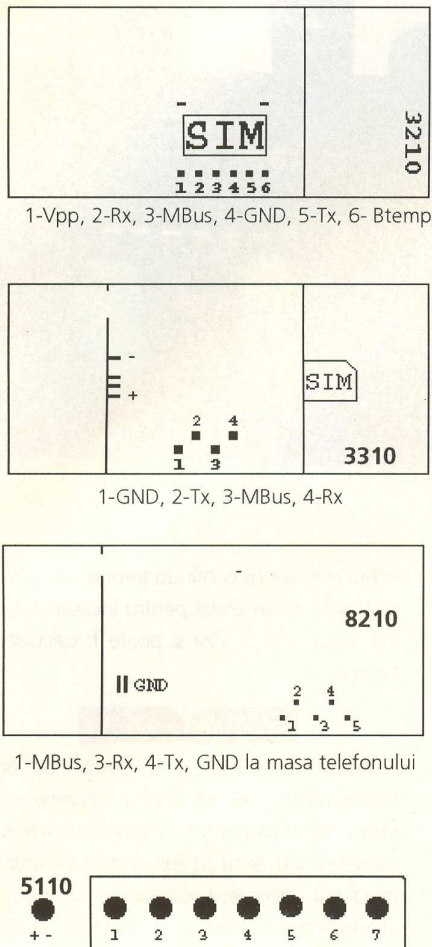 SIM
3210
1 2 3 4 5 6
1-Vpp, 2-Rx, 3-MBus, 4-GND, 5-Tx, 6- Btemp
-
+
SIM
2 4
1 3
3310
1-GND, 2-Tx, 3-MBus, 4-Rx
8210
GND
2 4
1 3 5
1-MBus, 3-Rx, 4-Tx, GND la masa telefonului
5110
+ - 1 2 3 4 5 6 7